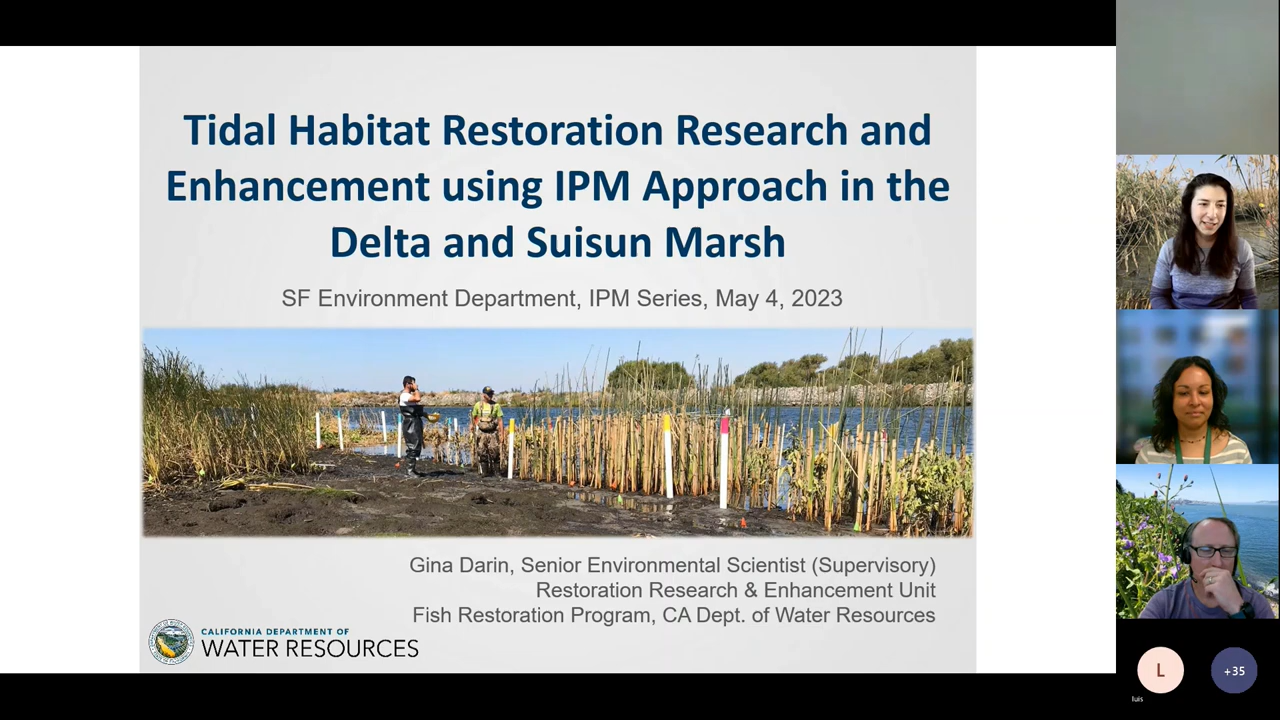 Tidal Habitat Restoration Research and
Enhancement using IPM Approach in the
Delta and Suisun Marsh
SF Environment Department, IPM Series, May 4, 2023
Gina Darin, Senior Environmental Scientist (Supervisory)
Restoration Research & Enhancement Unit
Fish Restoration Program, CA Dept. of Water Resources
CALIFORNIA DEPARTMENT OF
WATER RESOURCES
L
+35
luis